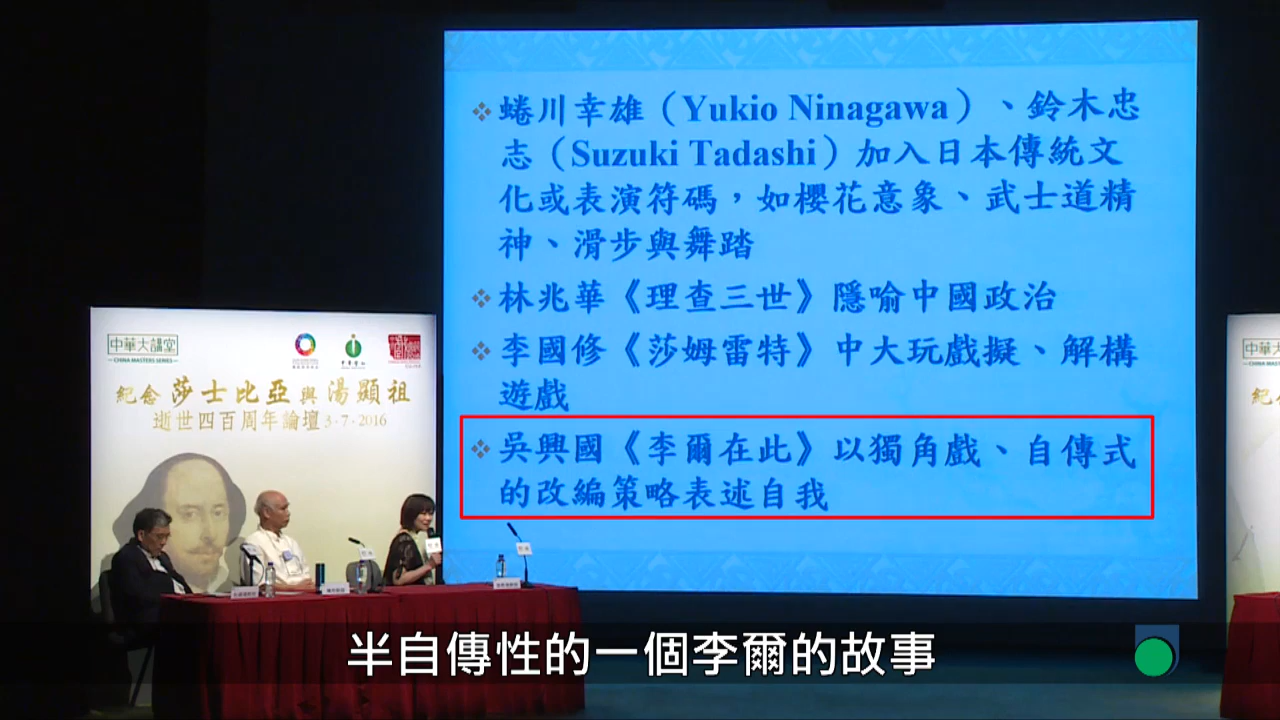 ❖蜷川幸雄（Yukio Ninagawa）、鈴木忠
志（Suzuki Tadashi）加入日本傳統文
化或表演符碼，如櫻花意象、武士道精
神、滑步與舞踏
❖林兆華《理查三世》隱喻中國政治
❖李國修《莎姆雷特》中大玩戲擬、解構
遊戲
❖吳興國《李爾在此》以獨角戲、自傳式
的改編策略表述自我
中華大講堂
CHINA MASTERS SERIES
紀念莎士比亞與湯顯祖
逝世四百周年論壇 3·7·2016
中華大
紀
半自傳性的一個李爾的故事